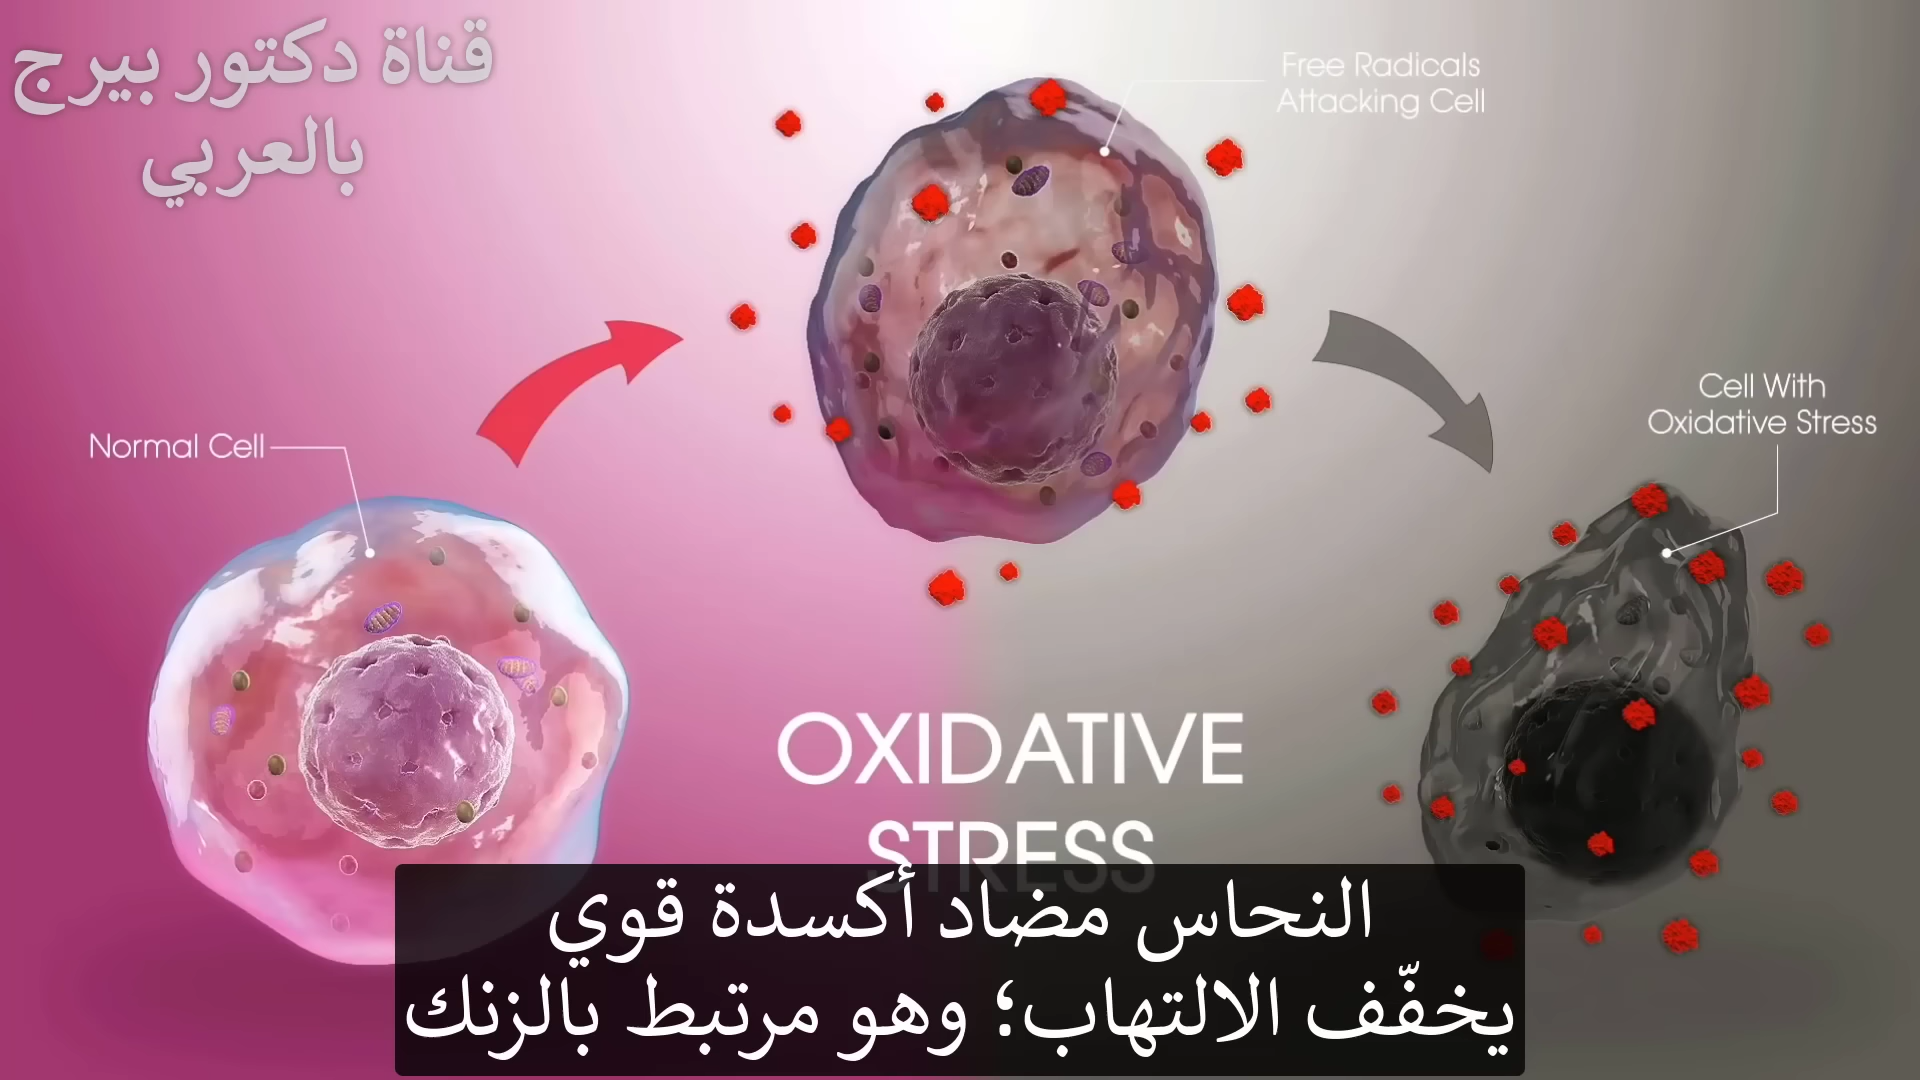 قناة دكتور بيرج
بالعربي
Free Radicals
Attacking Cell
Cell With
Oxidative Stress
Normal Cell
OXIDATIVE
STRESS
النحاس مضاد أكسدة قوي
يخفّف الالتهاب؛ وهو مرتبط بالزنك